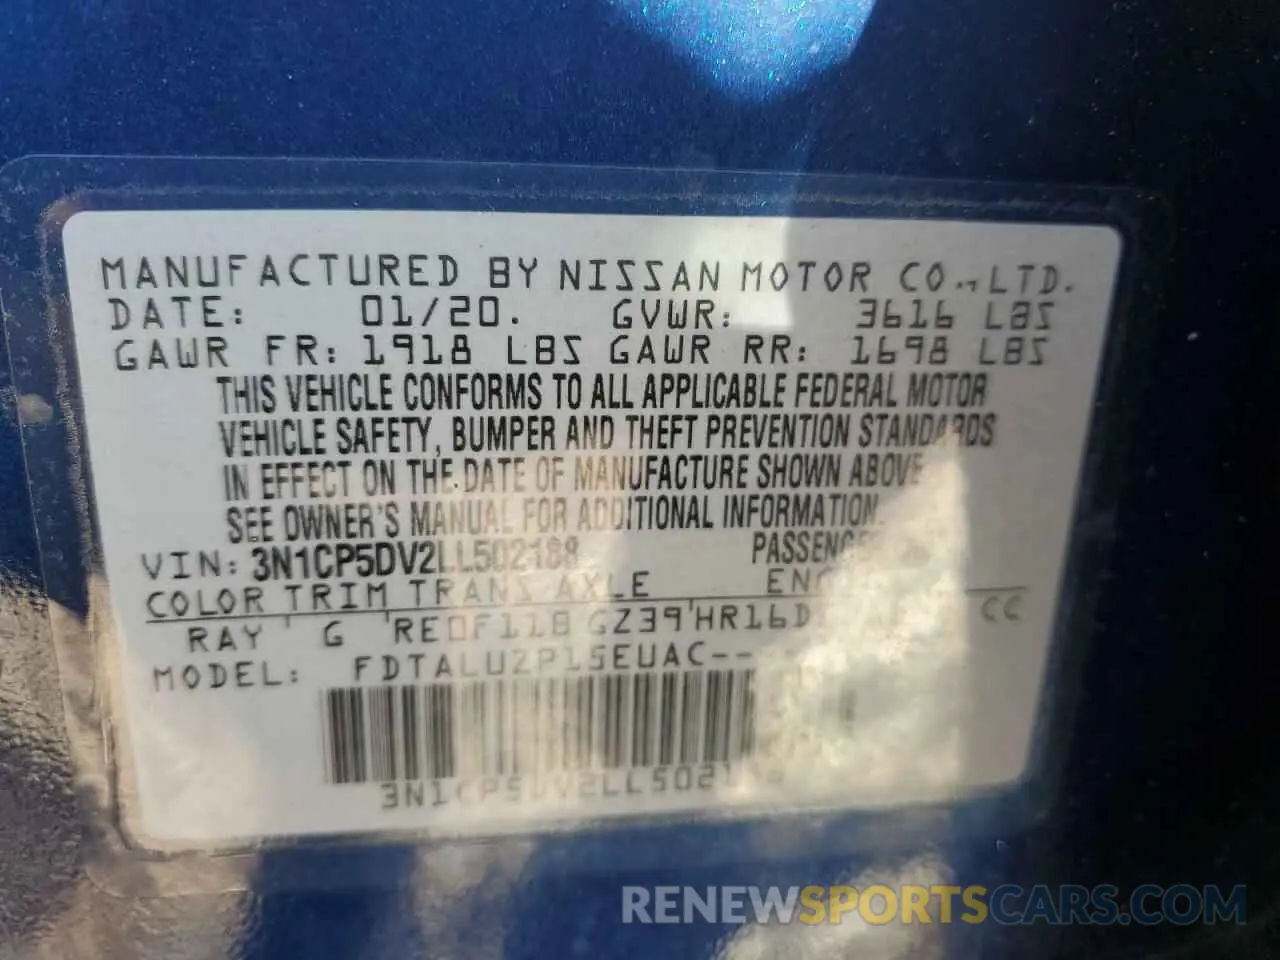 MANUFACTURED BY NISSAN MOTOR CO., LTD.
DATE: 01/20. GVWR: 3616 LBS
GAWR FR: 1918 LBS GAWR RR: 1698 LBS
THIS VEHICLE CONFORMS TO ALL APPLICABLE FEDERAL MOTOR
VEHICLE SAFETY, BUMPER AND THEFT PREVENTION STANDARDS
IN EFFECT ON THE DATE OF MANUFACTURE SHOWN ABOVE
SEE OWNER'S MANUAL FOR ADDITIONAL INFORMATION.
VIN: 3N1CP5DV2LL502188
COLOR TRIM TRANS AXLE CC
RAY G RE0F11B GZ39 HR16D
MODEL: FDTALUZP15EUAC--
RENEWSPORTSCARS.COM